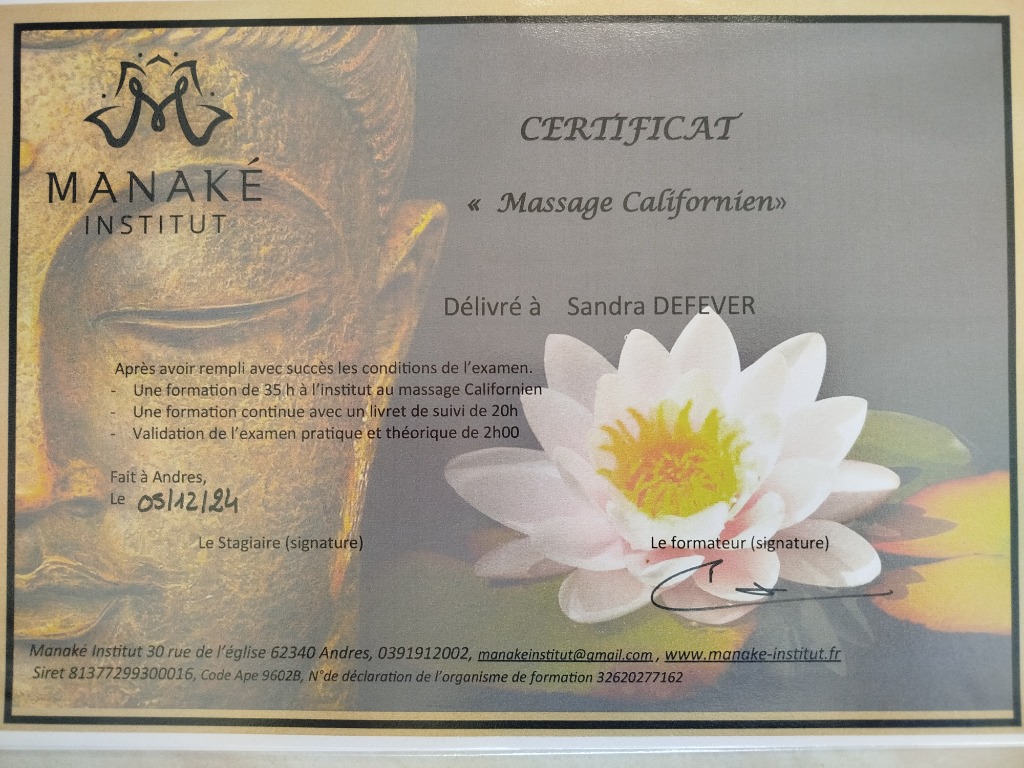 MANAKÉ
INSTITUT
CERTIFICAT
« Massage Californien»
Délivré à Sandra DEFEVER
Après avoir rempli avec succès les conditions de l'examen.
- Une formation de 35 h à l'institut au massage Californien
- Une formation continue avec un livret de suivi de 20h
- Validation de l'examen pratique et théorique de 2h00
Fait à Andres,
Le 05/12/24
Le Stagiaire (signature)
Le formateur (signature)
Manaké Institut 30 rue de l'église 62340 Andres, 0391912002, manakeinstitut@gmail.com , www.manake-institut.fr
Siret 81377299300016, Code Ape 9602B, N°de déclaration de l'organisme de formation 32620277162